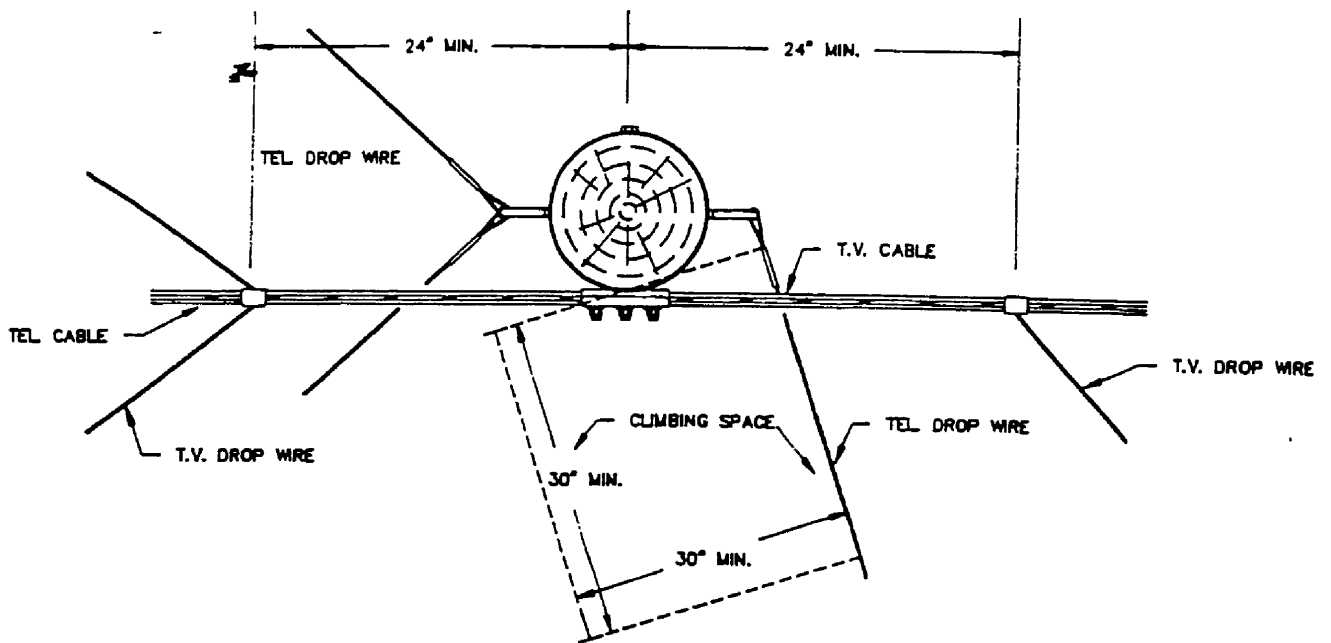 24" MIN.
24" MIN.
TEL DROP WIRE
T.V. CABLE
TEL CABLE
T.V. DROP WIRE
CLIMBING SPACE
TEL DROP WIRE
T.V. DROP WIRE
30" MIN.
30" MIN.